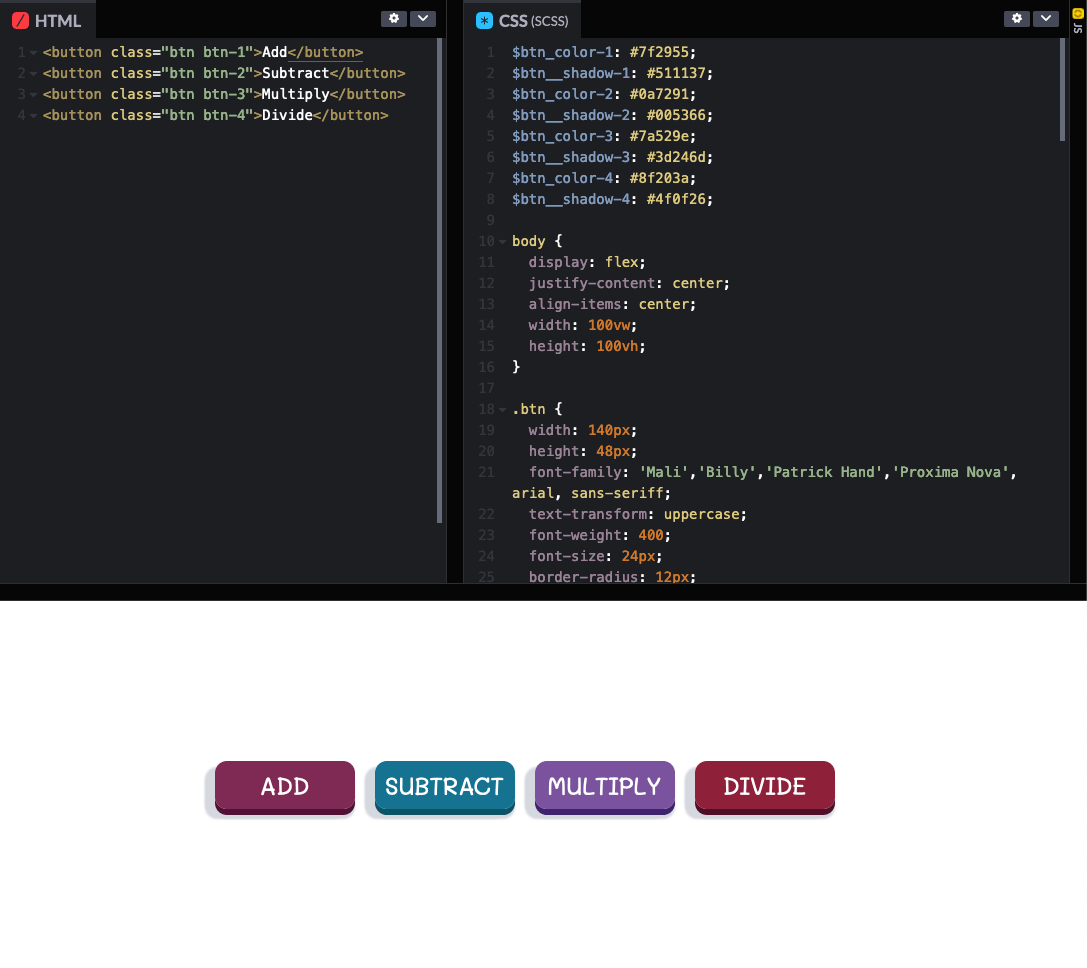 HTML
1 <button class="btn btn-1">Add</button>
2 <button class="btn btn-2">Subtract</button>
3 <button class="btn btn-3">Multiply</button>
4 <button class="btn btn-4">Divide</button>
CSS (SCSS)
1 $btn_color-1: #7f2955;
2 $btn__shadow-1: #511137;
3 $btn_color-2: #0a7291;
4 $btn__shadow-2: #005366;
5 $btn_color-3: #7a529e;
6 $btn__shadow-3: #3d246d;
7 $btn_color-4: #8f203a;
8 $btn__shadow-4: #4f0f26;
9
10 body {
11 display: flex;
12 justify-content: center;
13 align-items: center;
14 width: 100vw;
15 height: 100vh;
16 }
17
18 .btn {
19 width: 140px;
20 height: 48px;
21 font-family: 'Mali','Billy','Patrick Hand','Proxima Nova',
arial, sans-seriff;
22 text-transform: uppercase;
23 font-weight: 400;
24 font-size: 24px;
25 border-radius: 12px;
JS
ADD
SUBTRACT
MULTIPLY
DIVIDE